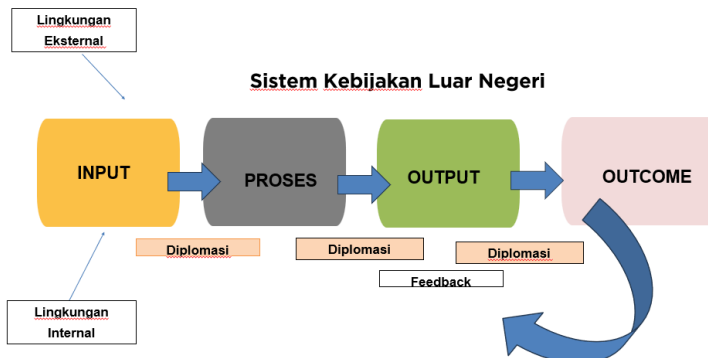 Lingkungan
Eksternal
Sistem Kebijakan Luar Negeri
INPUT
PROSES
OUTPUT
OUTCOME
Diplomasi
Diplomasi
Diplomasi
Feedback
Lingkungan
Internal